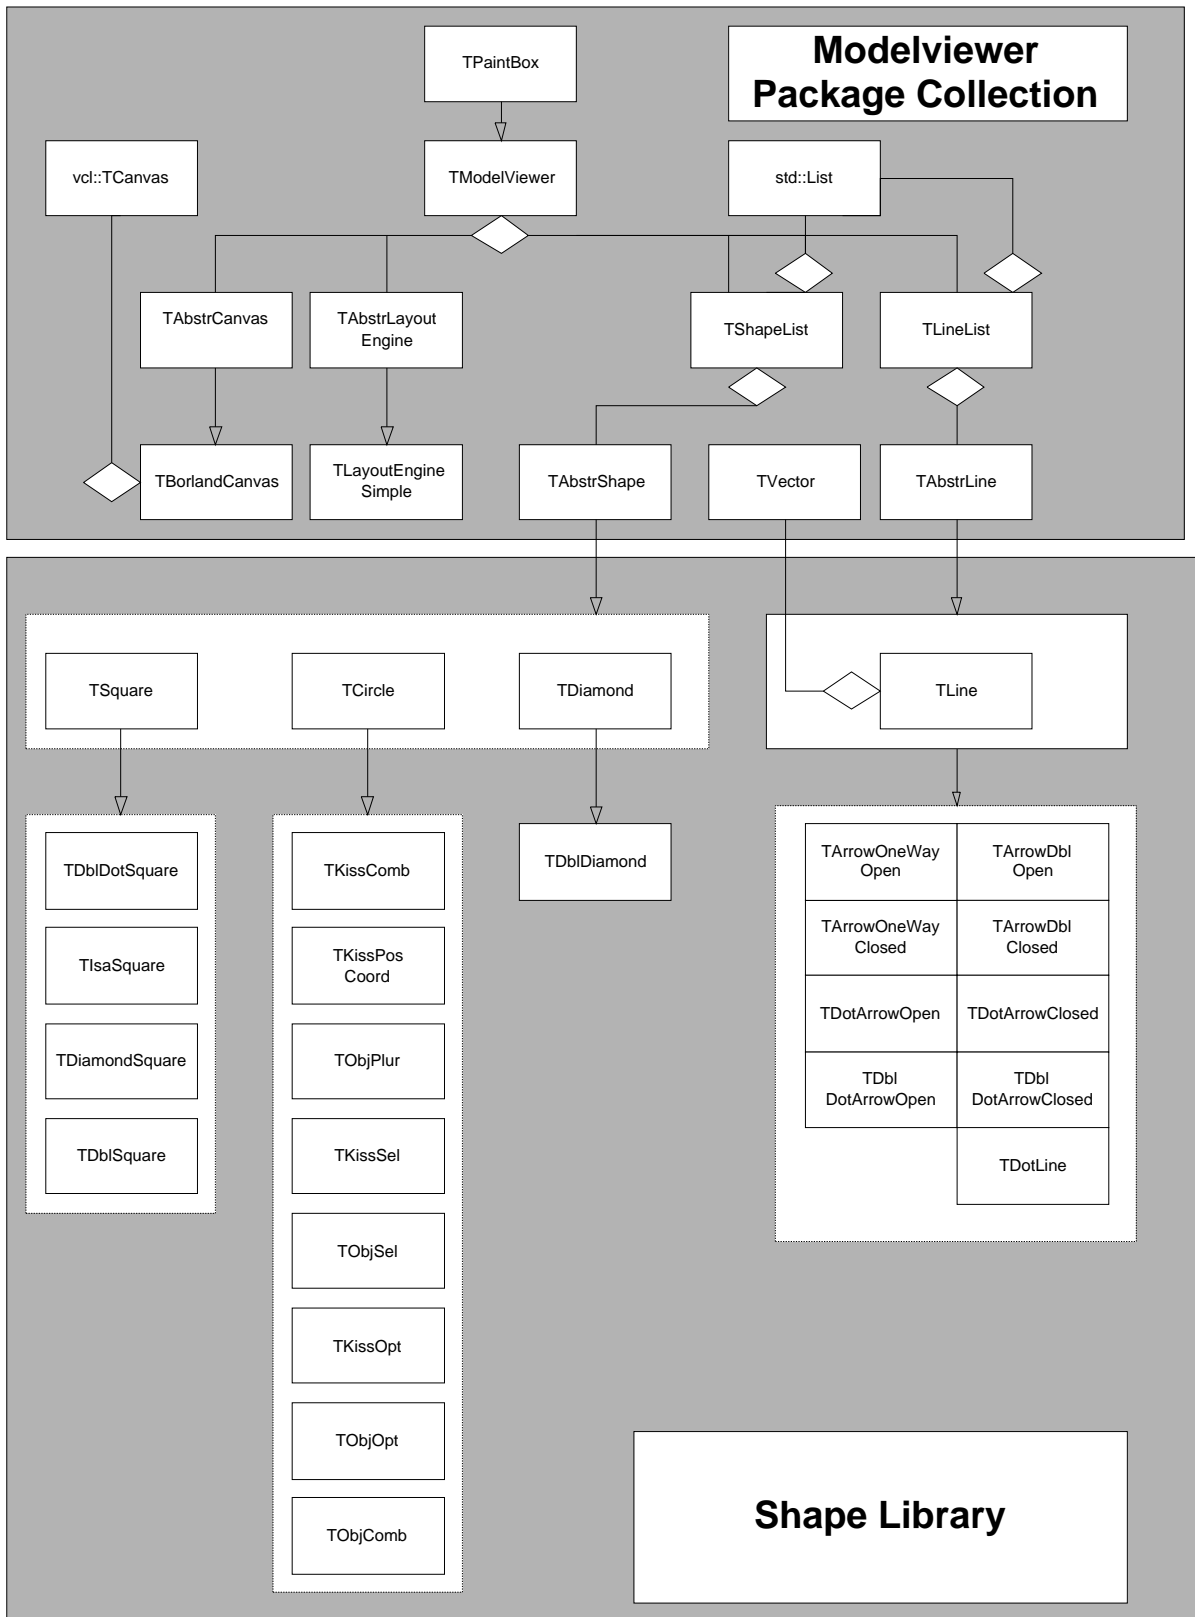 TPaintBox
Modelviewer
Package Collection
vcl::TCanvas
TModelViewer
std::List
TAbstrCanvas
TAbstrLayout
Engine
TShapeList
TLineList
TBorlandCanvas
TLayoutEngine
Simple
TAbstrShape
TVector
TAbstrLine
TSquare
TCircle
TDiamond
TLine
TDblDotSquare
TIsaSquare
TDiamondSquare
TDblSquare
TKissComb
TKissPos
Coord
TObjPlur
TKissSel
TObjSel
TKissOpt
TObjOpt
TObjComb
TDblDiamond
TArrowOneWay
Open
TArrowDbl
Open
TArrowOneWay
Closed
TArrowDbl
Closed
TDotArrowOpen
TDotArrowClosed
TDbl
DotArrowOpen
TDbl
DotArrowClosed
TDotLine
Shape Library